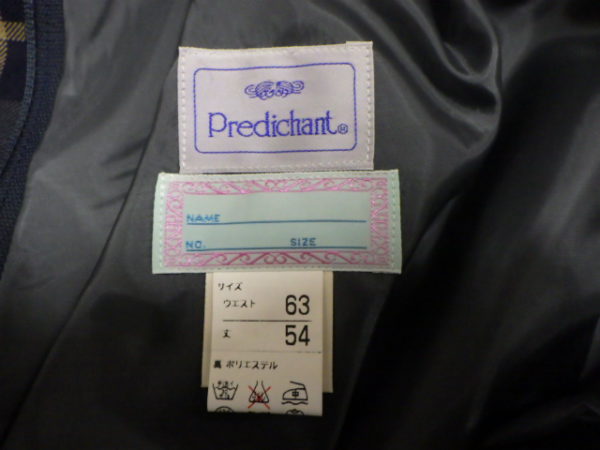 Predichant®
NAME
NO. SIZE
サイズ
ウエスト 63
丈 54
裏 ポリエステル